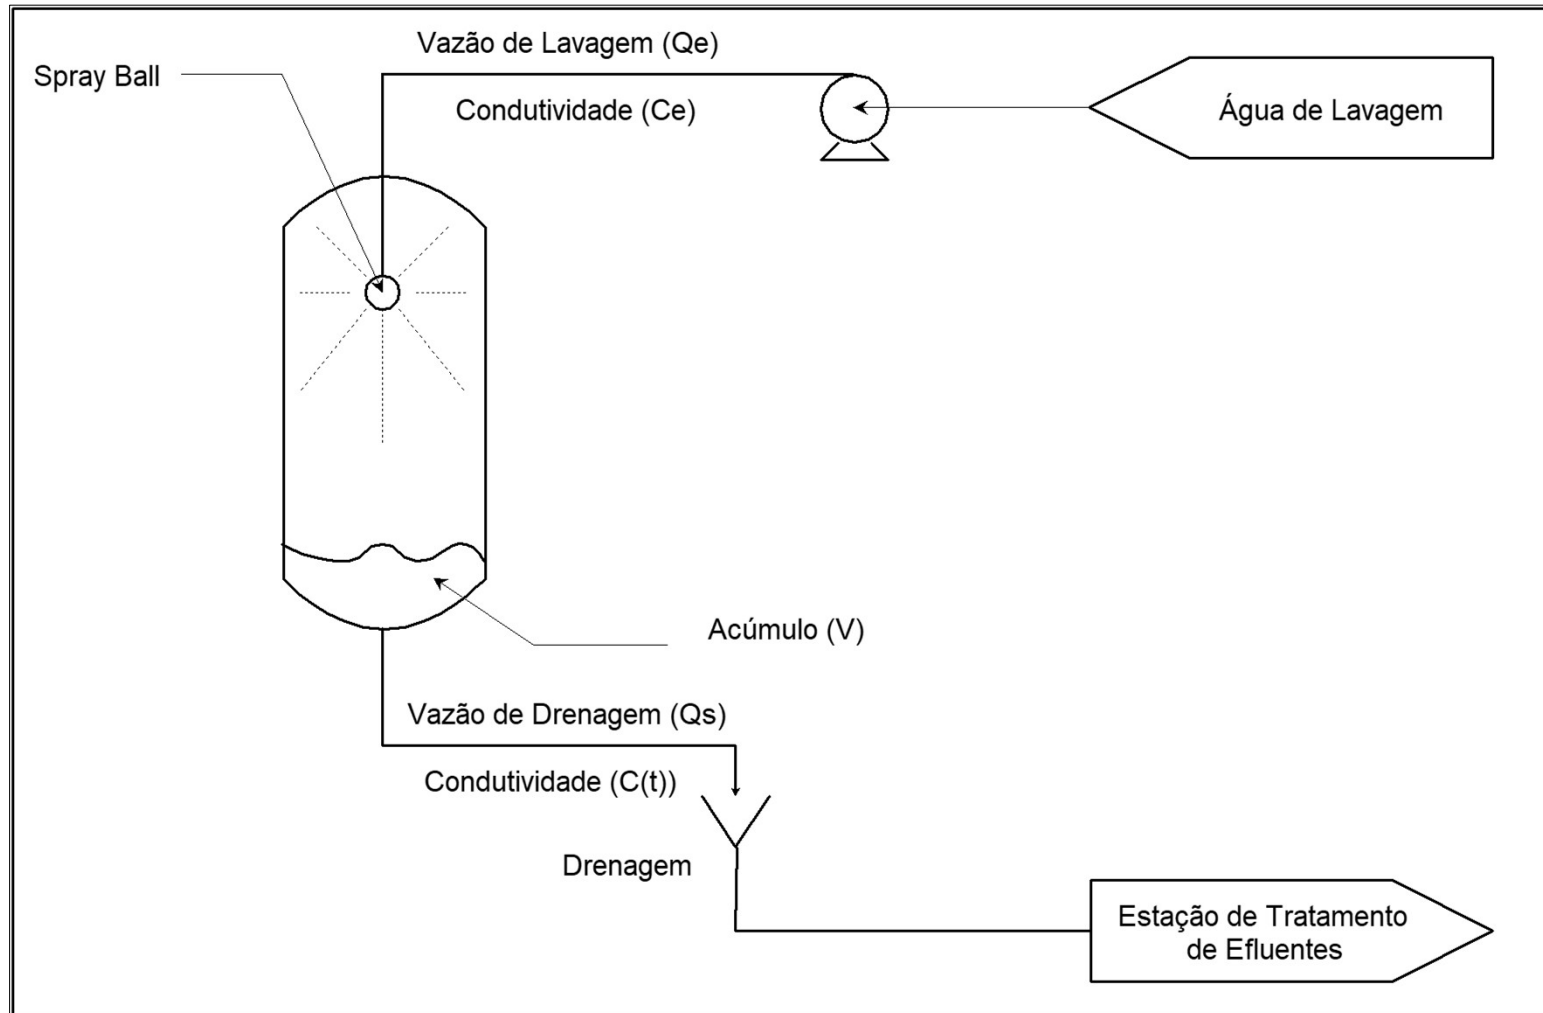 Vazão de Lavagem (Qe)
Spray Ball
Condutividade (Ce)
Água de Lavagem
Acúmulo (V)
Vazão de Drenagem (Qs)
Condutividade (C(t))
Drenagem
Estação de Tratamento
de Efluentes